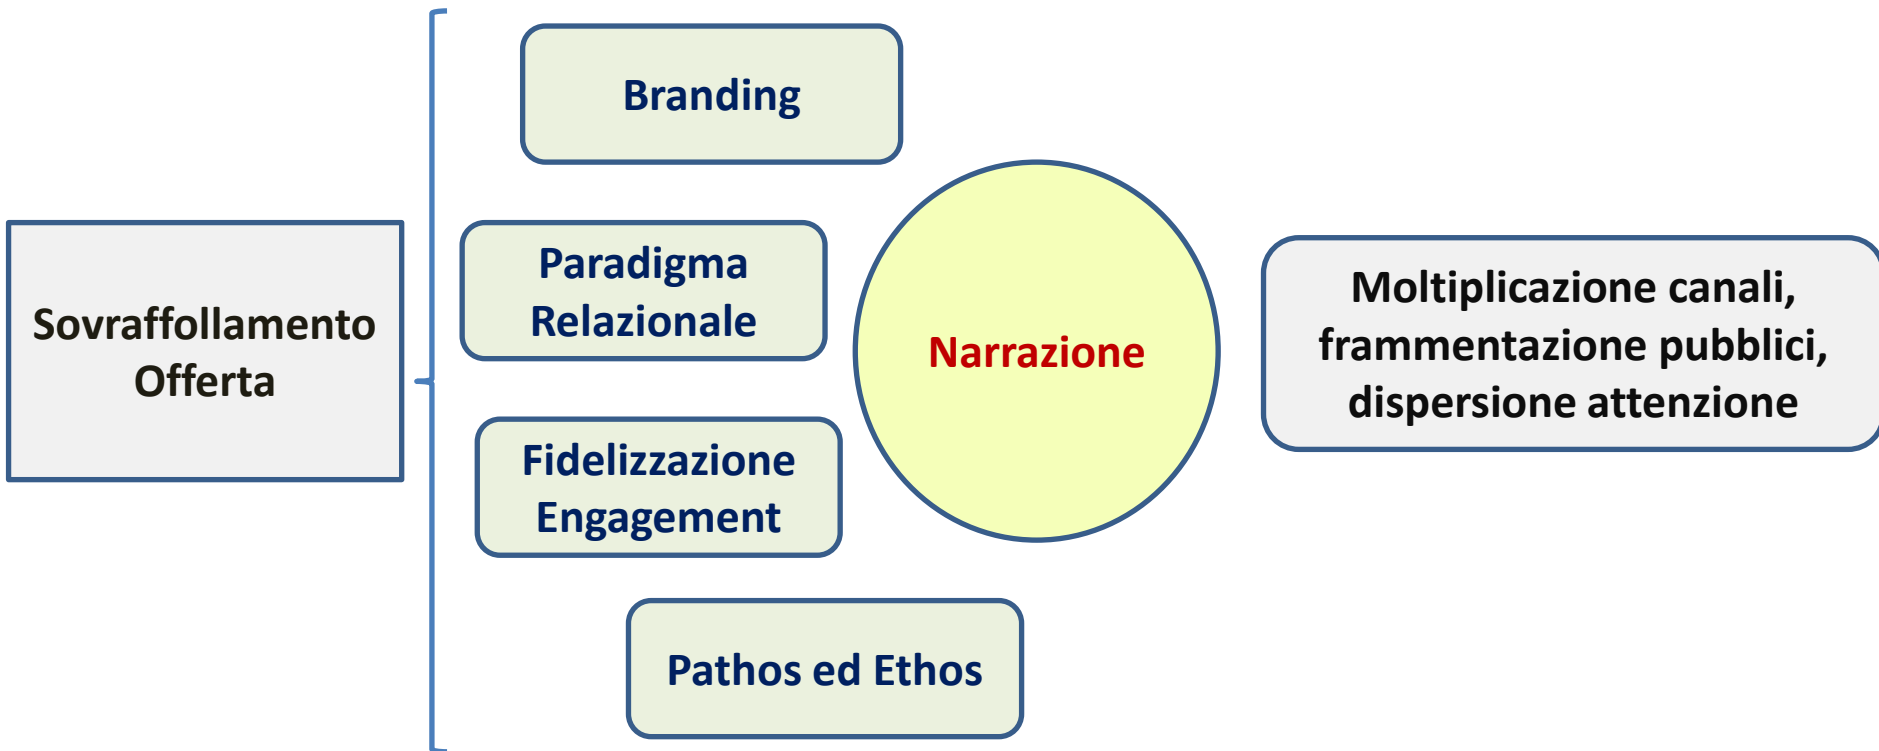 Sovraffollamento
Offerta
Branding
Paradigma
Relazionale
Fidelizzazione
Engagement
Pathos ed Ethos
Narrazione
Moltiplicazione canali,
frammentazione pubblici,
dispersione attenzione